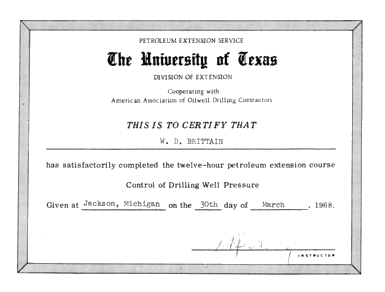 PETROLEUM EXTENSION SERVICE
The University of Texas
DIVISION OF EXTENSION
Cooperating with
American Association of Oilwell Drilling Contractors
THIS IS TO CERTIFY THAT
W. D. BRITTAIN
has satisfactorily completed the twelve-hour petroleum extension course
Control of Drilling Well Pressure
Given at Jackson, Michigan on the 30th day of March, 1968.
INSTRUCTOR